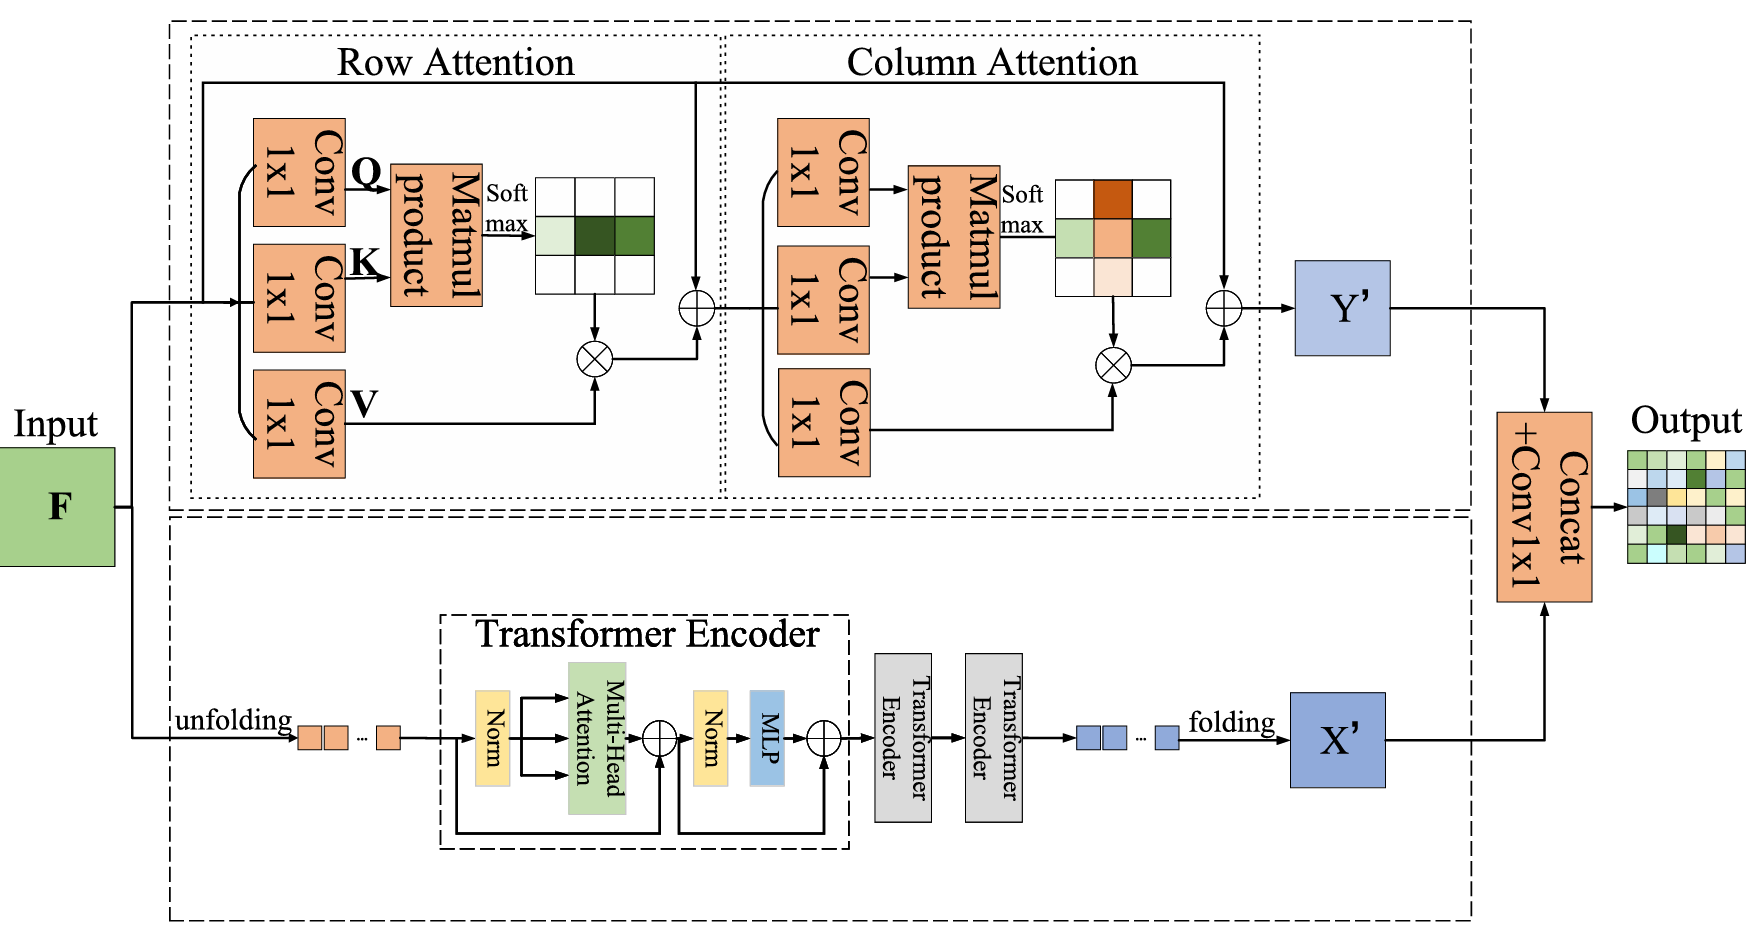 Row Attention
Column Attention
Conv
1x1
Q
Conv
1x1
K
Conv
1x1
V
Matmul
product
Soft
max
Conv
1x1
Conv
1x1
Conv
1x1
Matmul
product
Soft
max
Y’
Input
F
Concat
+Conv1x1
Output
Transformer Encoder
unfolding
...
Norm
Multi-Head
Attention
Norm
MLP
Transformer
Encoder
Transformer
Encoder
...
folding
X’